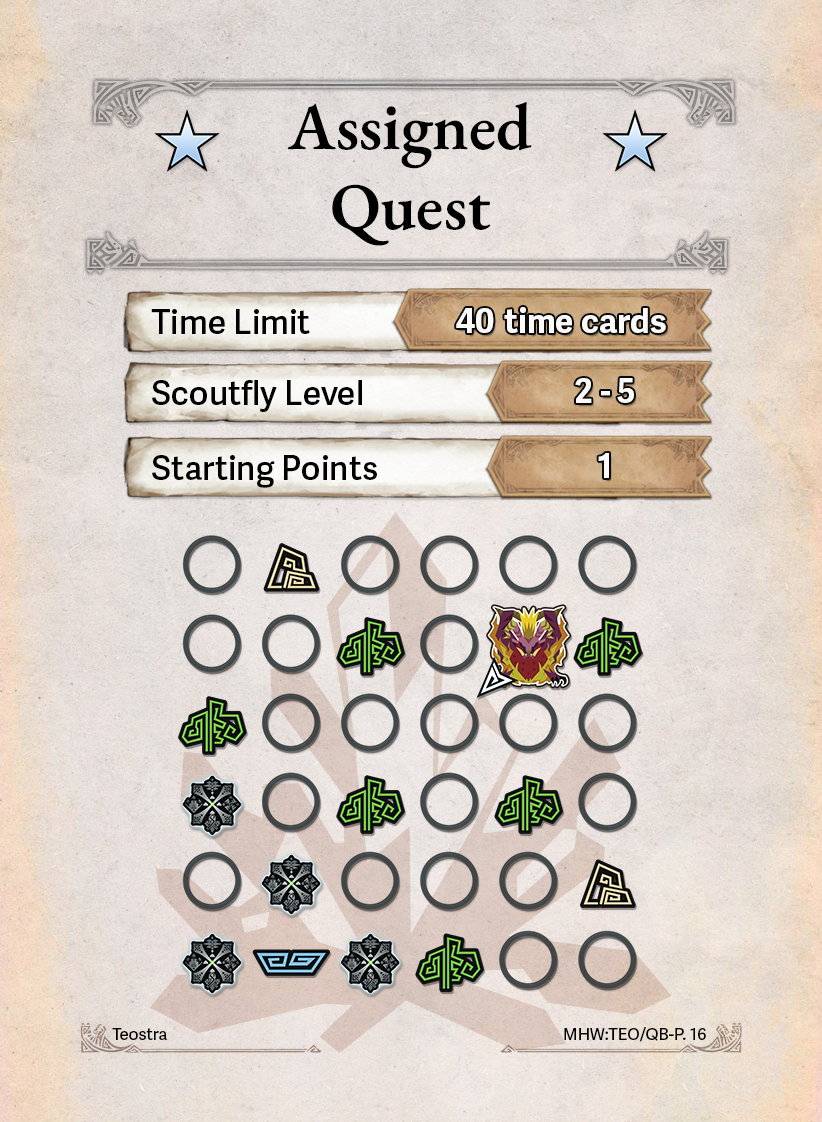 Assigned
Quest
Time Limit
40 time cards
Scoutfly Level
2 - 5
Starting Points
1
Teostra
MHW:TEO/QB-P. 16